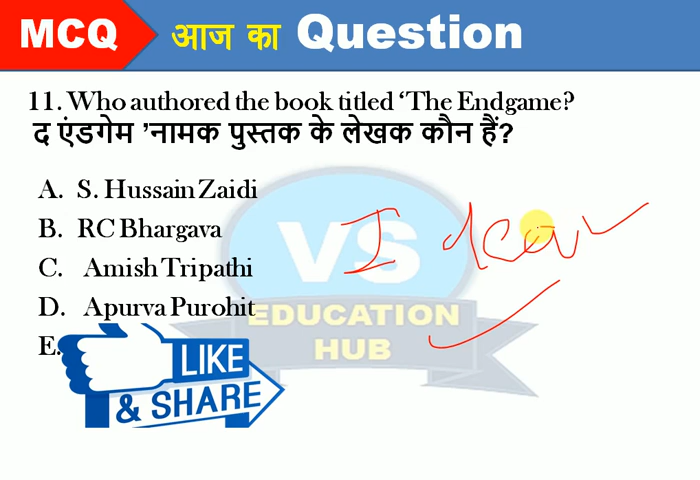 MCQ आज का Question
11. Who authored the book titled ‘The Endgame?
द एंडगेम ’नामक पुस्तक के लेखक कौन हैं?
A. S. Hussain Zaidi
B. RC Bhargava
C. Amish Tripathi
D. Apurva Purohit
E.
VS
EDUCATION
HUB
LIKE
& SHARE